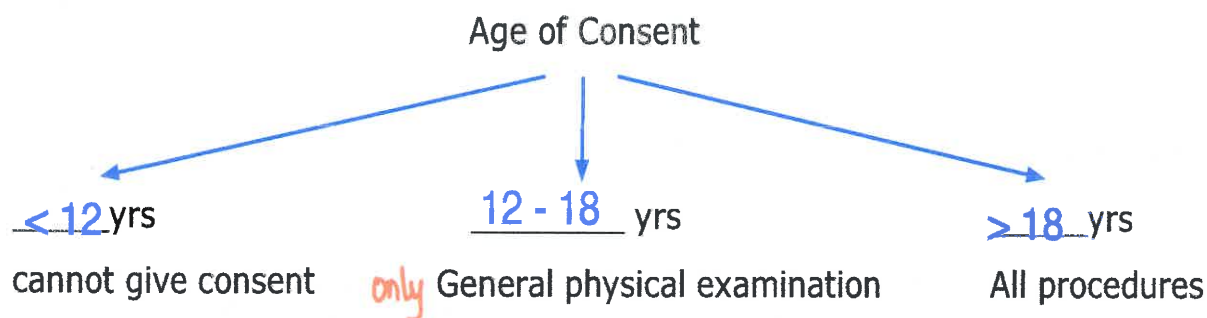 Age of Consent
< 12 yrs
12 - 18 yrs
> 18 yrs
cannot give consent
only General physical examination
All procedures